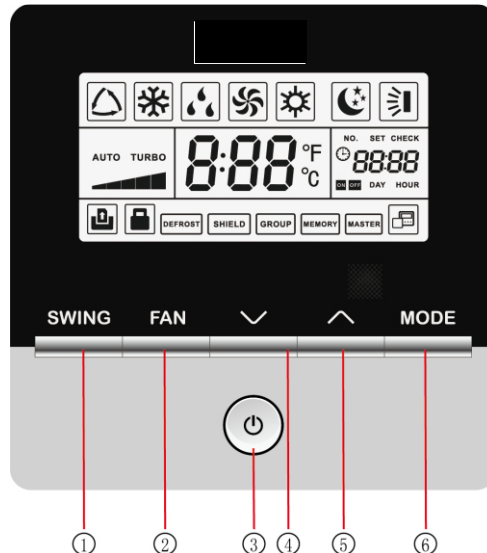 NO. SET CHECK
AUTO TURBO
8:88 °F
°C
88:88
ON OFF DAY HOUR
DEFROST SHIELD GROUP MEMORY MASTER
SWING FAN MODE
① ② ③ ④ ⑤ ⑥